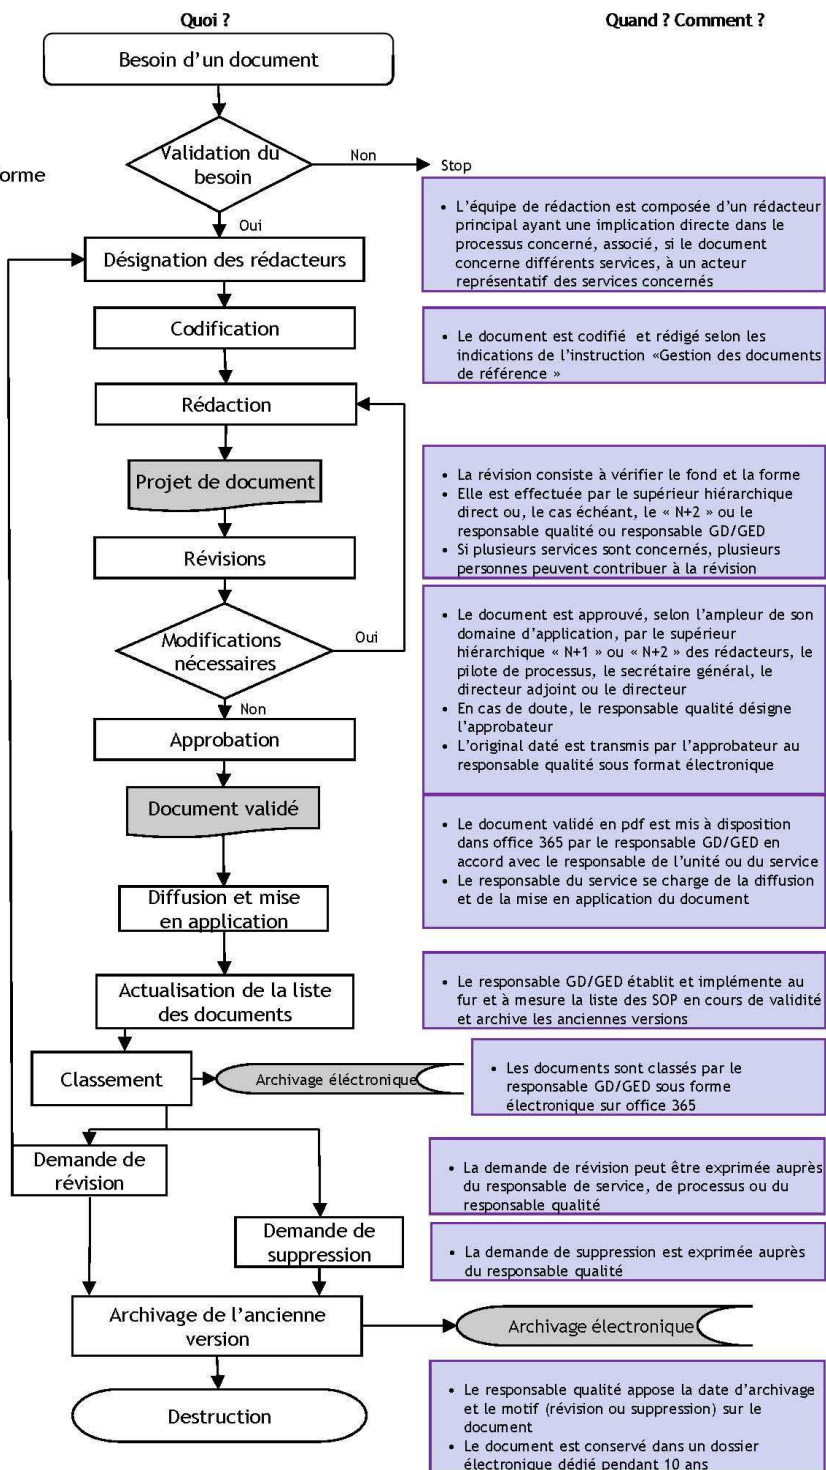 Quoi ?
Quand ? Comment ?
Besoin d'un document
Validation du
besoin
Non
Stop
orme
Oui
• L'équipe de rédaction est composée d'un rédacteur
principal ayant une implication directe dans le
processus concerné, associé, si le document
concerne différents services, à un acteur
représentatif des services concernés
Désignation des rédacteurs
Codification
• Le document est codifié et rédigé selon les
indications de l'instruction «Gestion des documents
de référence »
Rédaction
Projet de document
• La révision consiste à vérifier le fond et la forme
• Elle est effectuée par le supérieur hiérarchique
direct ou, le cas échéant, le « N+2 » ou le
responsable qualité ou responsable GD/GED
• Si plusieurs services sont concernés, plusieurs
personnes peuvent contribuer à la révision
Révisions
Modifications
nécessaires
Oui
Non
• Le document est approuvé, selon l'ampleur de son
domaine d'application, par le supérieur
hiérarchique « N+1 » ou « N+2 » des rédacteurs, le
pilote de processus, le secrétaire général, le
directeur adjoint ou le directeur
• En cas de doute, le responsable qualité désigne
l'approbateur
• L'original daté est transmis par l'approbateur au
responsable qualité sous format électronique
Approbation
Document validé
• Le document validé en pdf est mis à disposition
dans office 365 par le responsable GD/GED en
accord avec le responsable de l'unité ou du service
• Le responsable du service se charge de la diffusion
et de la mise en application du document
Diffusion et mise
en application
Actualisation de la liste
des documents
• Le responsable GD/GED établit et implémente au
fur et à mesure la liste des SOP en cours de validité
et archive les anciennes versions
Classement
Archivage éléctronique
• Les documents sont classés par le
responsable GD/GED sous forme
électronique sur office 365
Demande de
révision
• La demande de révision peut être exprimée auprès
du responsable de service, de processus ou du
responsable qualité
Demande de
suppression
• La demande de suppression est exprimée auprès
du responsable qualité
Archivage de l'ancienne
version
Archivage électronique
Destruction
• Le responsable qualité appose la date d'archivage
et le motif (révision ou suppression) sur le
document
• Le document est conservé dans un dossier
électronique dédié pendant 10 ans